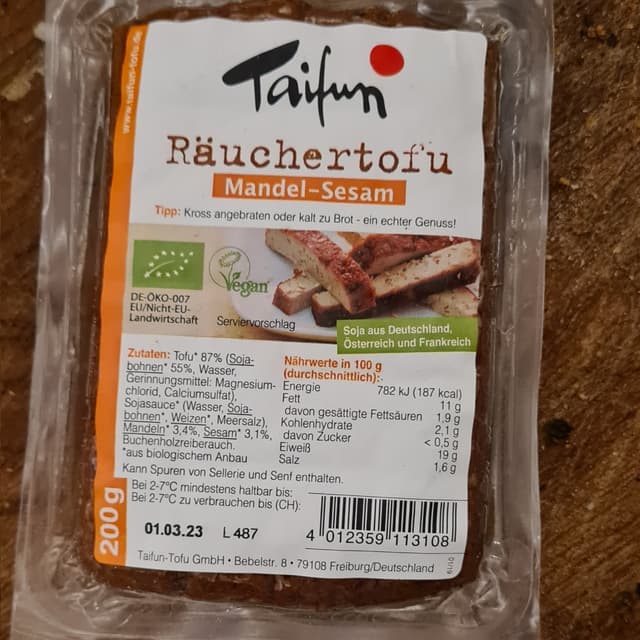 www.taifun-tofu.de
Taifun
Räuchertofu
Mandel-Sesam
Tipp: Kross angebraten oder kalt zu Brot - ein echter Genuss!
DE-ÖKO-007
EU/Nicht-EU-
Landwirtschaft
Vegan
Serviervorschlag
Soja aus Deutschland,
Österreich und Frankreich
Zutaten: Tofu* 87% (Soja-
bohnen* 55%, Wasser,
Gerinnungsmittel: Magnesium-
chlorid, Calciumsulfat),
Sojasauce* (Wasser, Soja-
bohnen*, Weizen*, Meersalz),
Mandeln* 3,4%, Sesam* 3,1%,
Buchenholzreiberauch.
*aus biologischem Anbau
Kann Spuren von Sellerie und Senf enthalten.
Nährwerte in 100 g
(durchschnittlich):
Energie 782 kJ (187 kcal)
Fett 11 g
davon gesättigte Fettsäuren 1,9 g
Kohlenhydrate 2,1 g
davon Zucker < 0,5 g
Eiweiß 19 g
Salz 1,6 g
200g
Bei 2-7°C mindestens haltbar bis:
Bei 2-7°C zu verbrauchen bis (CH):
01.03.23 L 487
4 012359 113108
01/19
Taifun-Tofu GmbH • Bebelstr. 8 • 79108 Freiburg/Deutschland